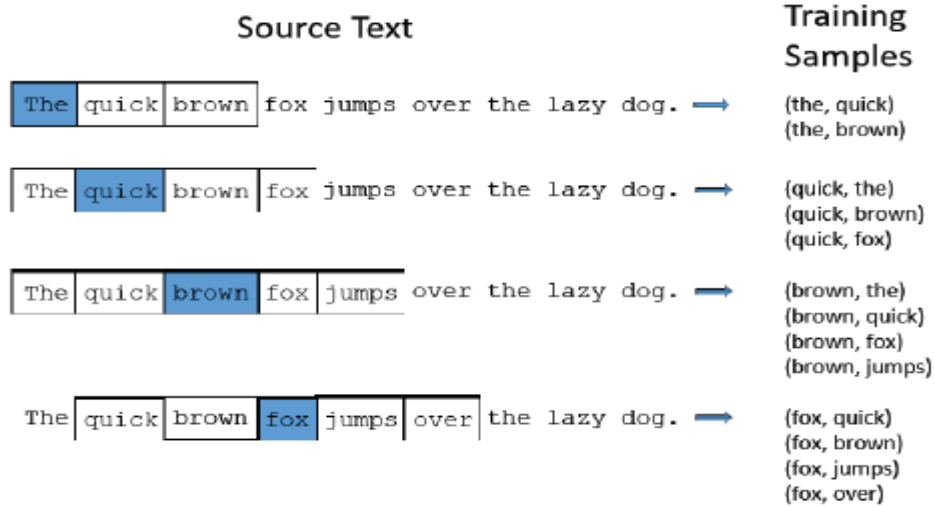 Source Text
Training
Samples
The quick brown fox jumps over the lazy dog.
(the, quick)
(the, brown)
The quick brown fox jumps over the lazy dog.
(quick, the)
(quick, brown)
(quick, fox)
The quick brown fox jumps over the lazy dog.
(brown, the)
(brown, quick)
(brown, fox)
(brown, jumps)
The quick brown fox jumps over the lazy dog.
(fox, quick)
(fox, brown)
(fox, jumps)
(fox, over)